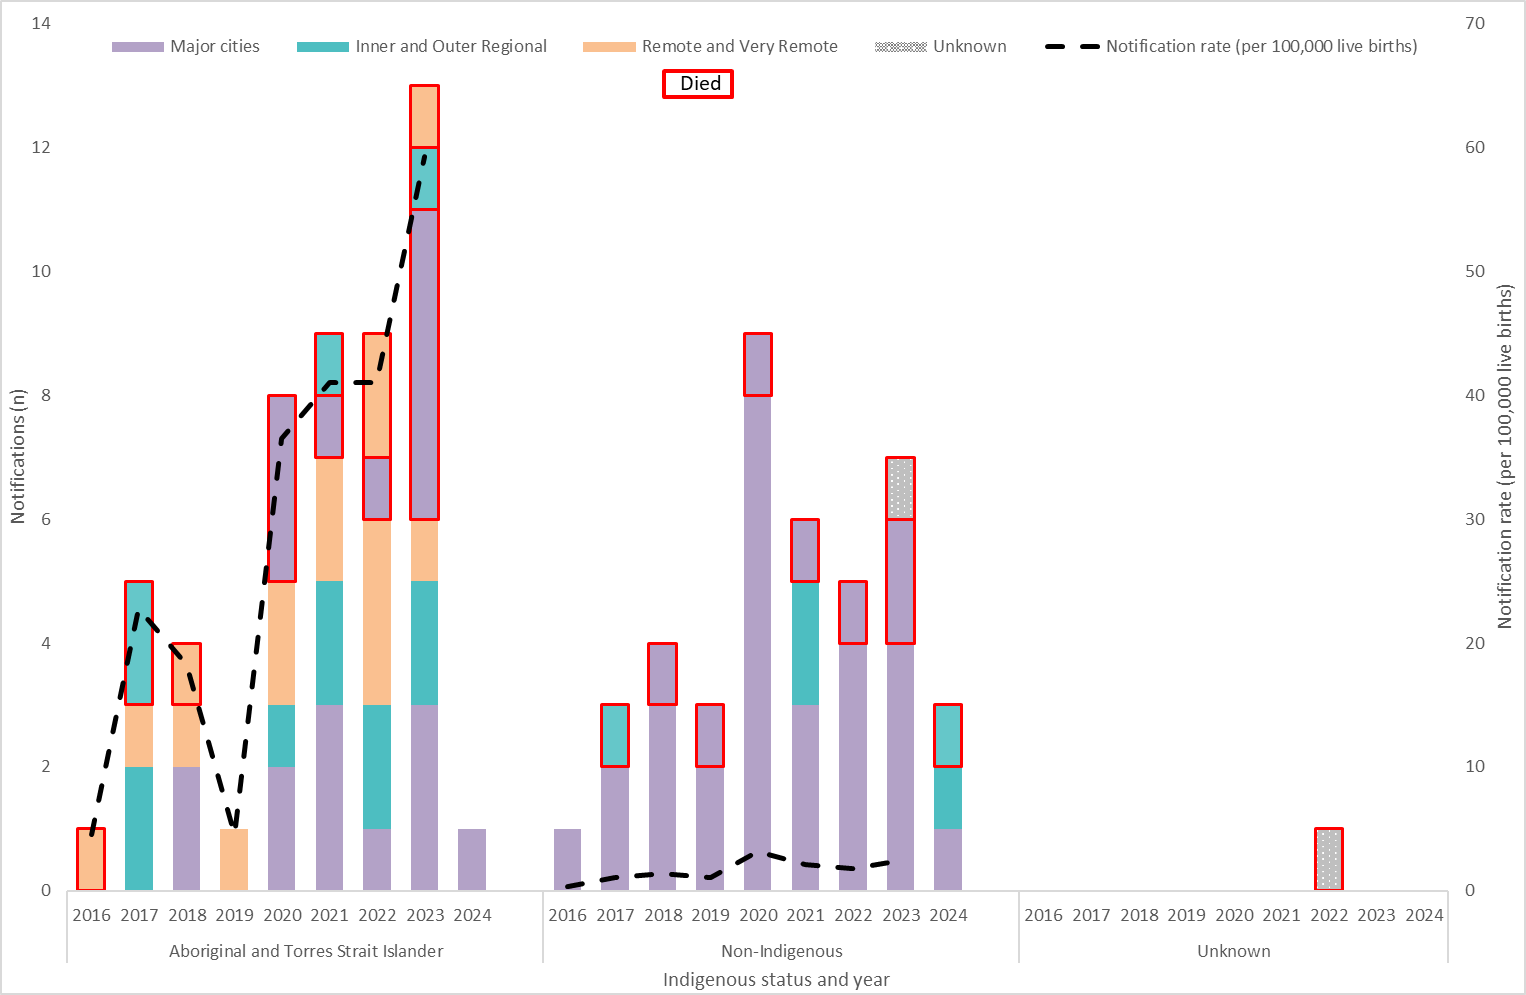 14
70
Major cities
Inner and Outer Regional
Remote and Very Remote
Unknown
Notification rate (per 100,000 live births)
Died
12
60
10
50
8
40
6
30
4
20
2
10
0
0
Notifications (n)
Notification rate (per 100,000 live births)
2016 2017 2018 2019 2020 2021 2022 2023 2024 2016 2017 2018 2019 2020 2021 2022 2023 2024 2016 2017 2018 2019 2020 2021 2022 2023 2024
Aboriginal and Torres Strait Islander
Non-Indigenous
Unknown
Indigenous status and year